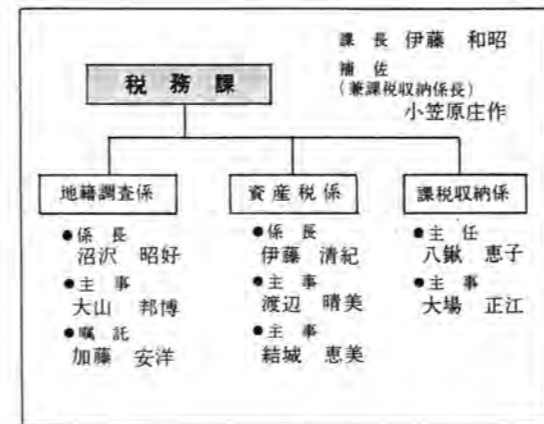 課長 伊藤 和昭
補佐
(兼課税収納係長)
小笠原庄作
税務課
地籍調査係
●係長
沼沢 昭好
●主事
大山 邦博
●嘱託
加藤 安洋
資産税係
●係長
伊藤 清紀
●主事
渡辺 晴美
●主事
結城 恵美
課税収納係
●主任
八鍬 恵子
●主事
大場 正江